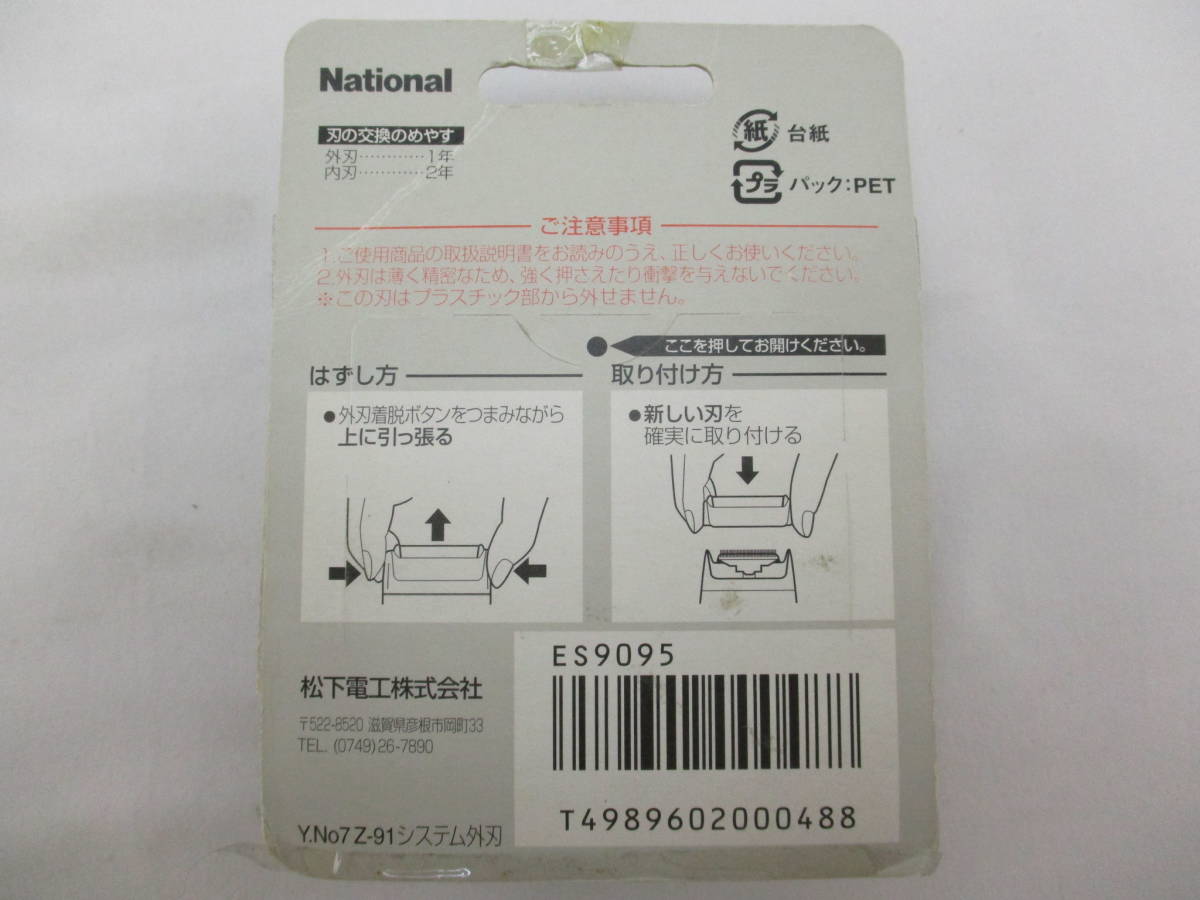 National
刃の交換のめやす
外刃…………1年
内刃…………2年
紙 台紙
プラ パック:PET
ご注意事項
1.ご使用商品の取扱説明書をお読みのうえ、正しくお使いください。
2.外刃は薄く精密なため、強く押さえたり衝撃を与えないでください。
※この刃はプラスチック部から外せません。
ここを押してお開けください。
はずし方
●外刃着脱ボタンをつまみながら
上に引っ張る
取り付け方
●新しい刃を
確実に取り付ける
松下電工株式会社
〒522-8520 滋賀県彦根市岡町33
TEL. (0749)26-7890
Y.No7 Z-91システム外刃
ES9095
T4989602000488